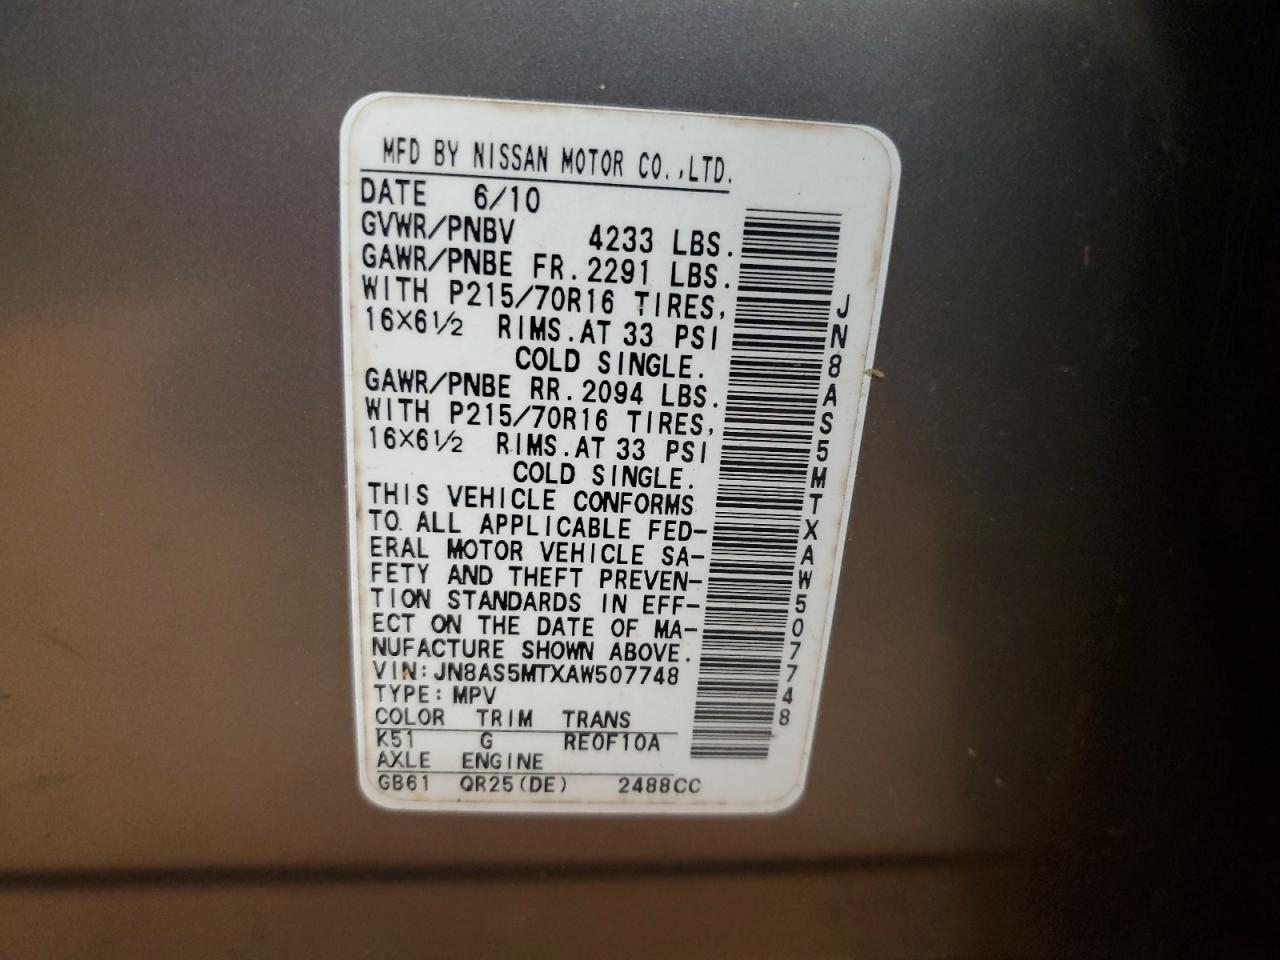 MFD BY NISSAN MOTOR CO.,LTD.
DATE 6/10
GVWR/PNBV 4233 LBS.
GAWR/PNBE FR. 2291 LBS.
WITH P215/70R16 TIRES,
16X6½ RIMS. AT 33 PSI
COLD SINGLE.
GAWR/PNBE RR. 2094 LBS.
WITH P215/70R16 TIRES,
16X6½ RIMS. AT 33 PSI
COLD SINGLE.
THIS VEHICLE CONFORMS
TO ALL APPLICABLE FED-
ERAL MOTOR VEHICLE SA-
FETY AND THEFT PREVEN-
TION STANDARDS IN EFF-
ECT ON THE DATE OF MA-
NUFACTURE SHOWN ABOVE.
VIN: JN8AS5MTXAW507748
TYPE: MPV
COLOR TRIM TRANS
K51 G RE0F10A
AXLE ENGINE
GB61 QR25(DE) 2488CC
JN8AS5MTXAW507748